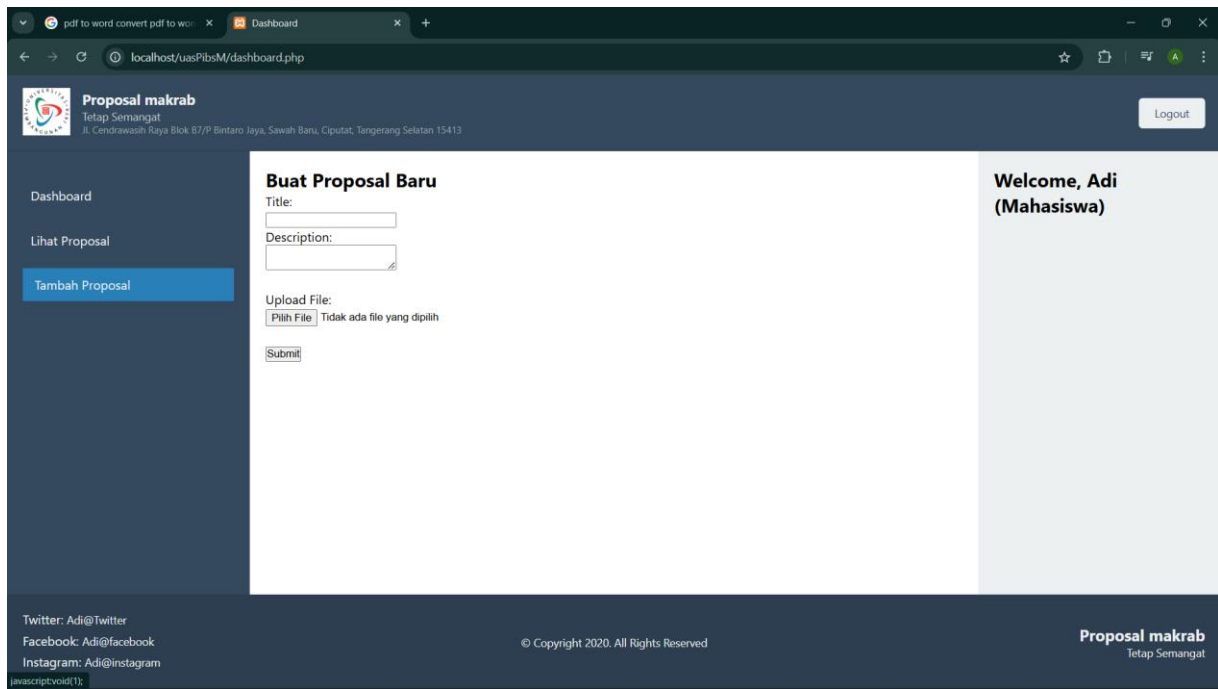 pdf to word convert pdf to wor
Dashboard
localhost/uasPibsM/dashboard.php
A
Proposal makrab
Tetap Semangat
Jl. Cendrawasih Raya Blok B7/P Bintaro Jaya, Sawah Baru, Ciputat, Tangerang Selatan 15413
Logout
Dashboard
Lihat Proposal
Tambah Proposal
Buat Proposal Baru
Title:
Description:
Upload File:
Pilih File Tidak ada file yang dipilih
Submit
Welcome, Adi
(Mahasiswa)
Twitter: Adi@Twitter
Facebook: Adi@facebook
Instagram: Adi@instagram
© Copyright 2020. All Rights Reserved
Proposal makrab
Tetap Semangat
javascript:void(1);